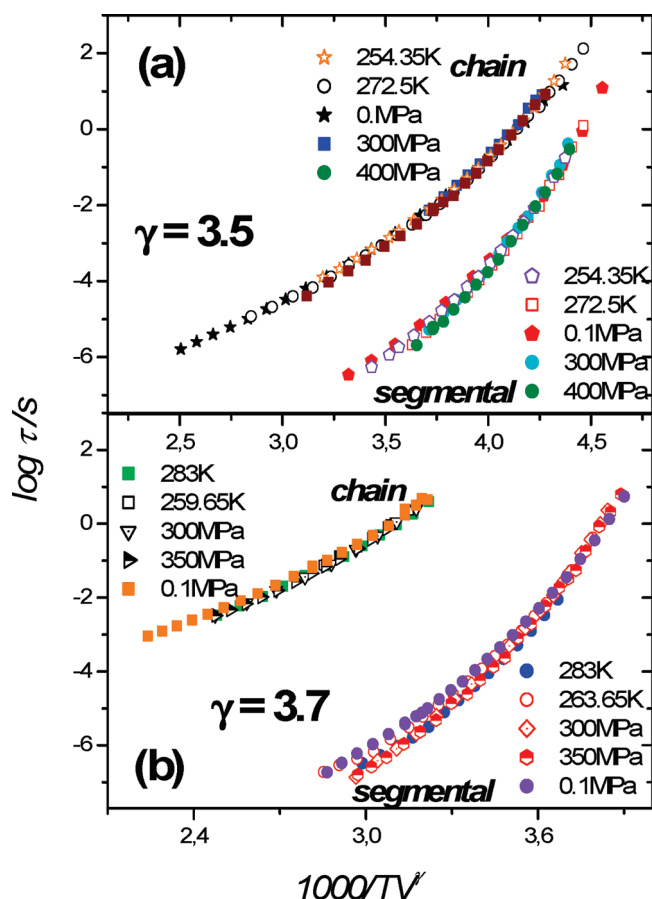 (a)
254.35K
272.5K
0.MPa
300MPa
400MPa
chain
γ = 3.5
254.35K
272.5K
0.1MPa
300MPa
400MPa
segmental
2
0
-2
-4
-6
2,5 3,0 3,5 4,0 4,5
log τ/s
283K
259.65K
300MPa
350MPa
0.1MPa
chain
γ = 3.7
(b)
283K
263.65K
300MPa
350MPa
0.1MPa
segmental
2
0
-2
-4
-6
2,4 3,0 3,6
1000/TVᵞ